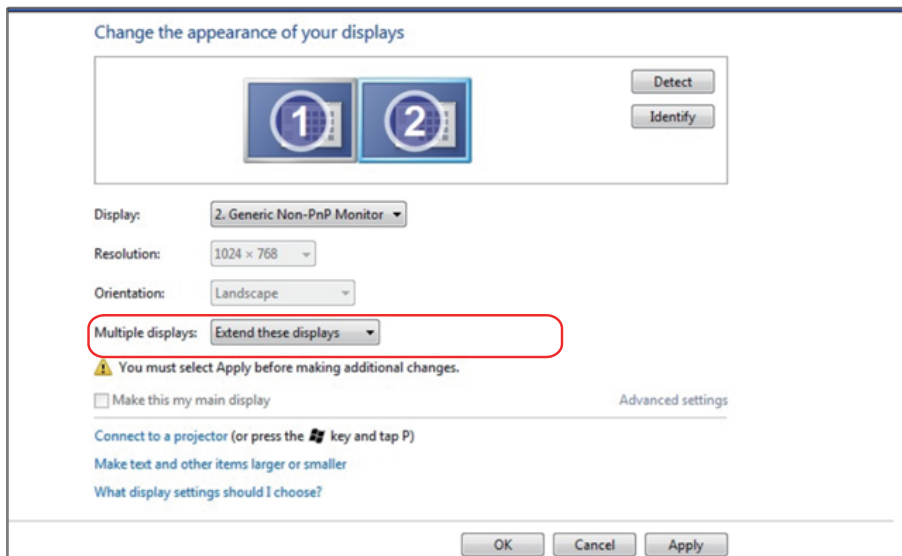 Change the appearance of your displays
1 2
Detect
Identify
Display: 2. Generic Non-PnP Monitor
Resolution: 1024 × 768
Orientation: Landscape
Multiple displays: Extend these displays
You must select Apply before making additional changes.
Make this my main display Advanced settings
Connect to a projector (or press the key and tap P)
Make text and other items larger or smaller
What display settings should I choose?
OK Cancel Apply